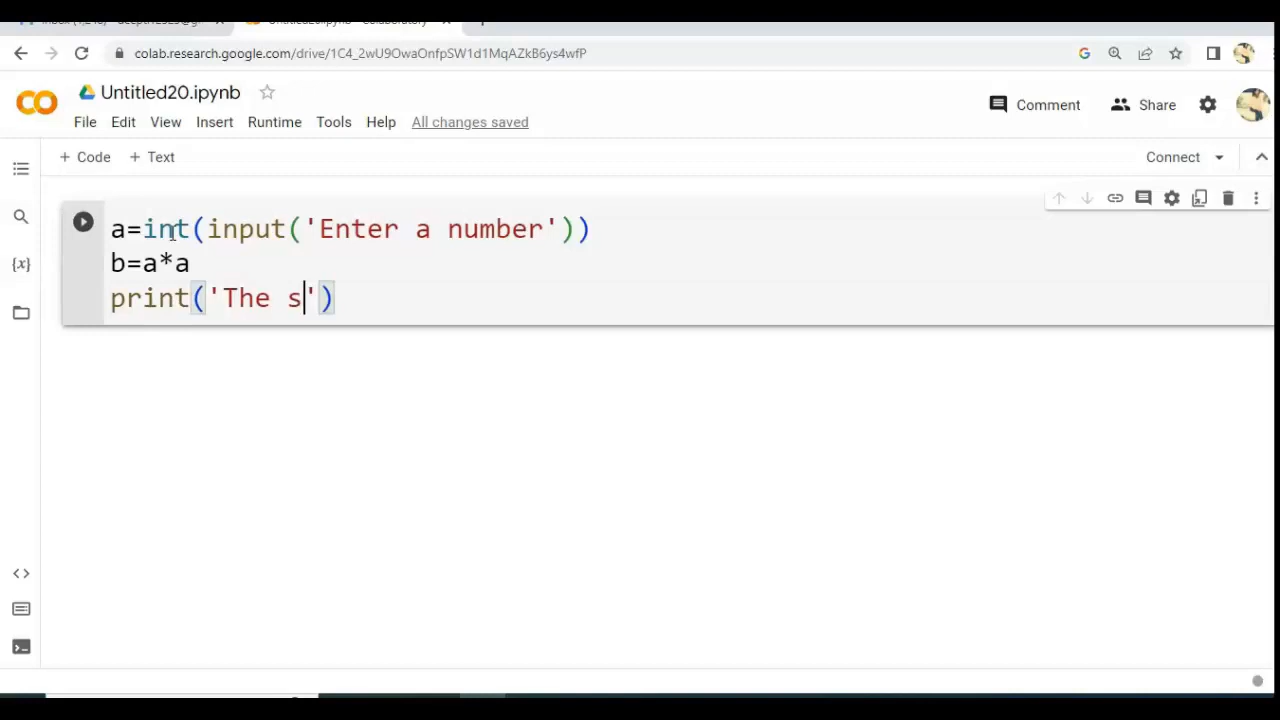 colab.research.google.com/drive/1C4_2wU9OwaOnfpSW1d1MqAZkB6ys4wfP
Untitled20.ipynb
Comment Share
File Edit View Insert Runtime Tools Help All changes saved
+ Code + Text Connect
a=int(input('Enter a number'))
b=a*a
print('The s')
{x}